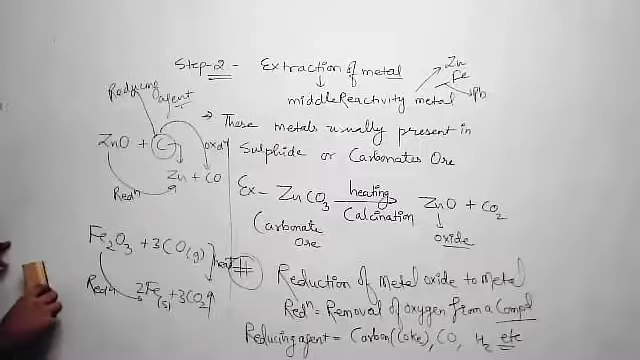 Step-2 - Extraction of metal
middle Reactivity metal
Zn
Fe
Pb
→ These metals usually present in
Sulphide or Carbonates Ore
Ex- ZnCO3 heating Calcination ZnO + CO2
Carbonate Ore
oxide
Reducing agent
ZnO + C
oxdn
Zn + CO
Redn
Fe2O3 + 3CO(g)
heat
Redn
2Fe(s) + 3CO2↑
# Reduction of Metal oxide to Metal
Redn = Removal of oxygen from a Compd
Reducing agent = Carbon (Coke), CO, H2 etc